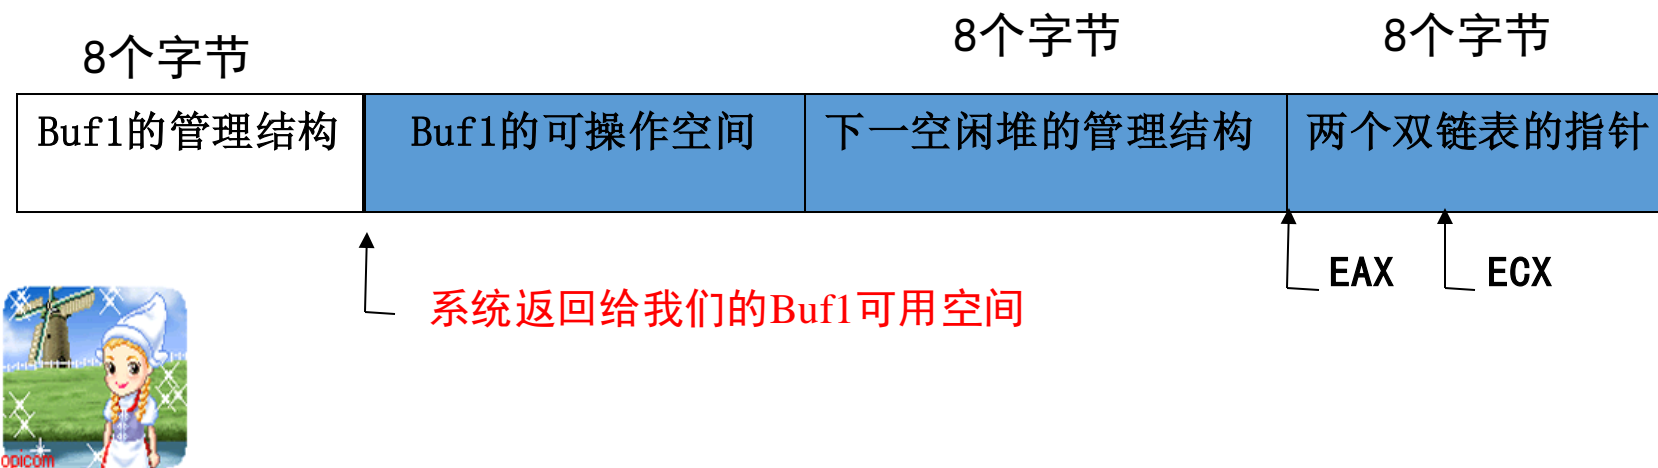 8个字节
8个字节
8个字节
Buf1的管理结构
Buf1的可操作空间
下一空闲堆的管理结构
两个双链表的指针
EAX
ECX
系统返回给我们的Buf1可用空间
opicom